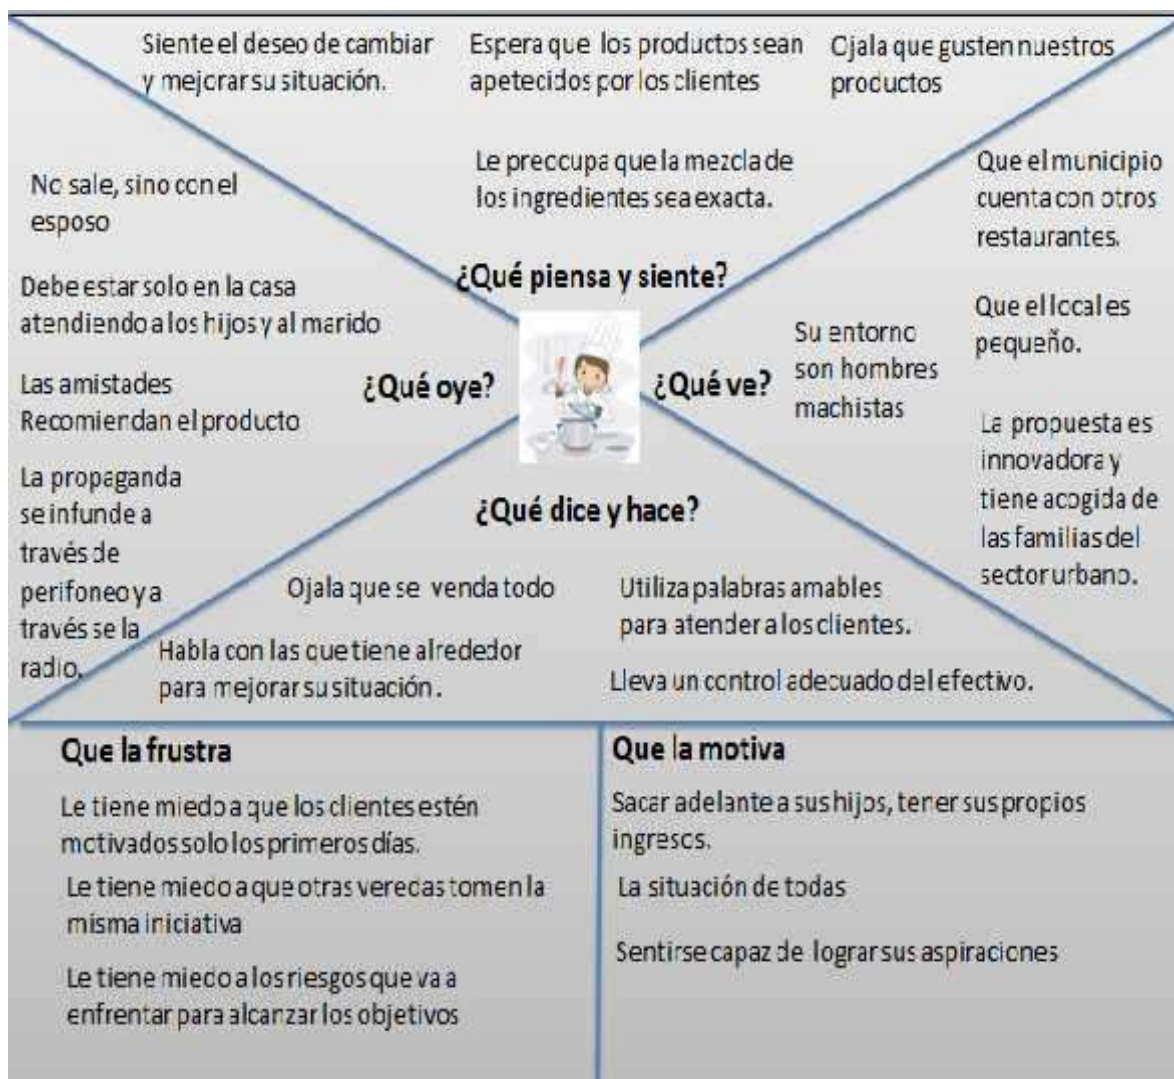 Siente el deseo de cambiar
y mejorar su situación.
Espera que los productos sean
apetecidos por los clientes
Ojala que gusten nuestros
productos
Le preocupa que la mezcla de
los ingredientes sea exacta.
¿Qué piensa y siente?
No sale, sino con el
esposo
Debe estar solo en la casa
atendiendo a los hijos y al marido
Las amistades
Recomiendan el producto
La propaganda
se infunde a
través de
perifoneo y a
través se la
radio.
¿Qué oye?
¿Qué ve?
Su entorno
son hombres
machistas
Que el municipio
cuenta con otros
restaurantes.
Que el local es
pequeño.
La propuesta es
innovadora y
tiene acogida de
las familias del
sector urbano.
¿Qué dice y hace?
Ojala que se venda todo
Habla con las que tiene alrededor
para mejorar su situación.
Utiliza palabras amables
para atender a los clientes.
Lleva un control adecuado del efectivo.
Que la frustra
Le tiene miedo a que los clientes estén
motivados solo los primeros días.
Le tiene miedo a que otras veredas tomen la
misma iniciativa
Le tiene miedo a los riesgos que va a
enfrentar para alcanzar los objetivos
Que la motiva
Sacar adelante a sus hijos, tener sus propios
ingresos.
La situación de todas
Sentirse capaz de lograr sus aspiraciones